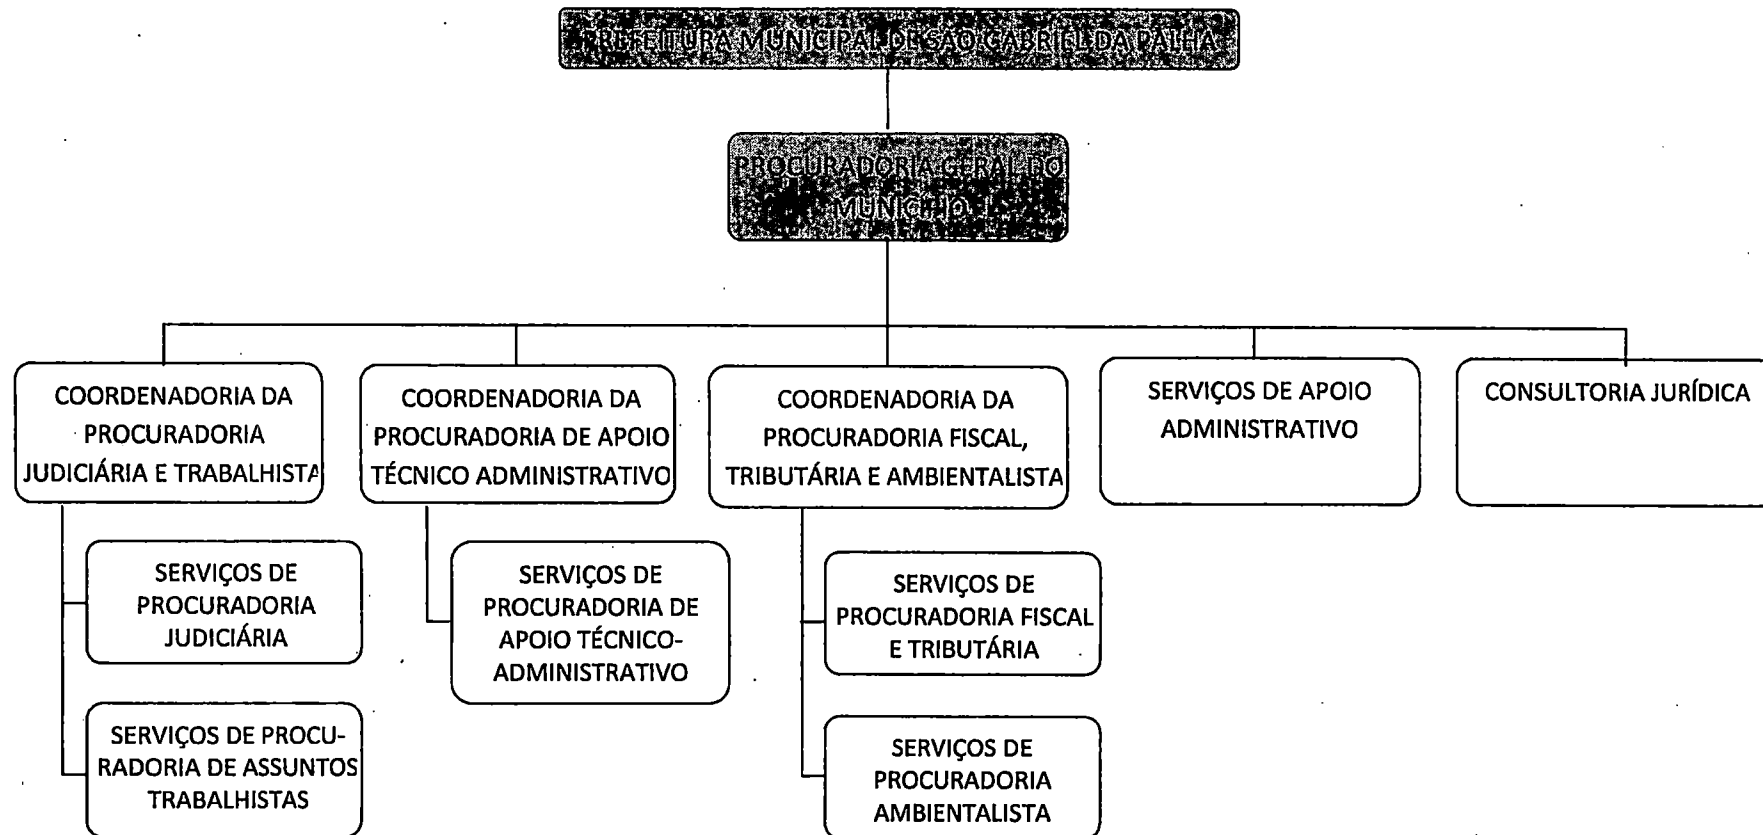 PREFEITURA MUNICIPAL DE SÃO GABRIEL DA PALHA
PROCURADORIA GERAL DO
MUNICÍPIO
COORDENADORIA DA
PROCURADORIA
JUDICIÁRIA E TRABALHISTA
COORDENADORIA DA
PROCURADORIA DE APOIO
TÉCNICO ADMINISTRATIVO
COORDENADORIA DA
PROCURADORIA FISCAL,
TRIBUTÁRIA E AMBIENTALISTA
SERVIÇOS DE APOIO
ADMINISTRATIVO
CONSULTORIA JURÍDICA
SERVIÇOS DE
PROCURADORIA
JUDICIÁRIA
SERVIÇOS DE PROCU-
RADORIA DE ASSUNTOS
TRABALHISTAS
SERVIÇOS DE
PROCURADORIA DE
APOIO TÉCNICO-
ADMINISTRATIVO
SERVIÇOS DE
PROCURADORIA FISCAL
E TRIBUTÁRIA
SERVIÇOS DE
PROCURADORIA
AMBIENTALISTA